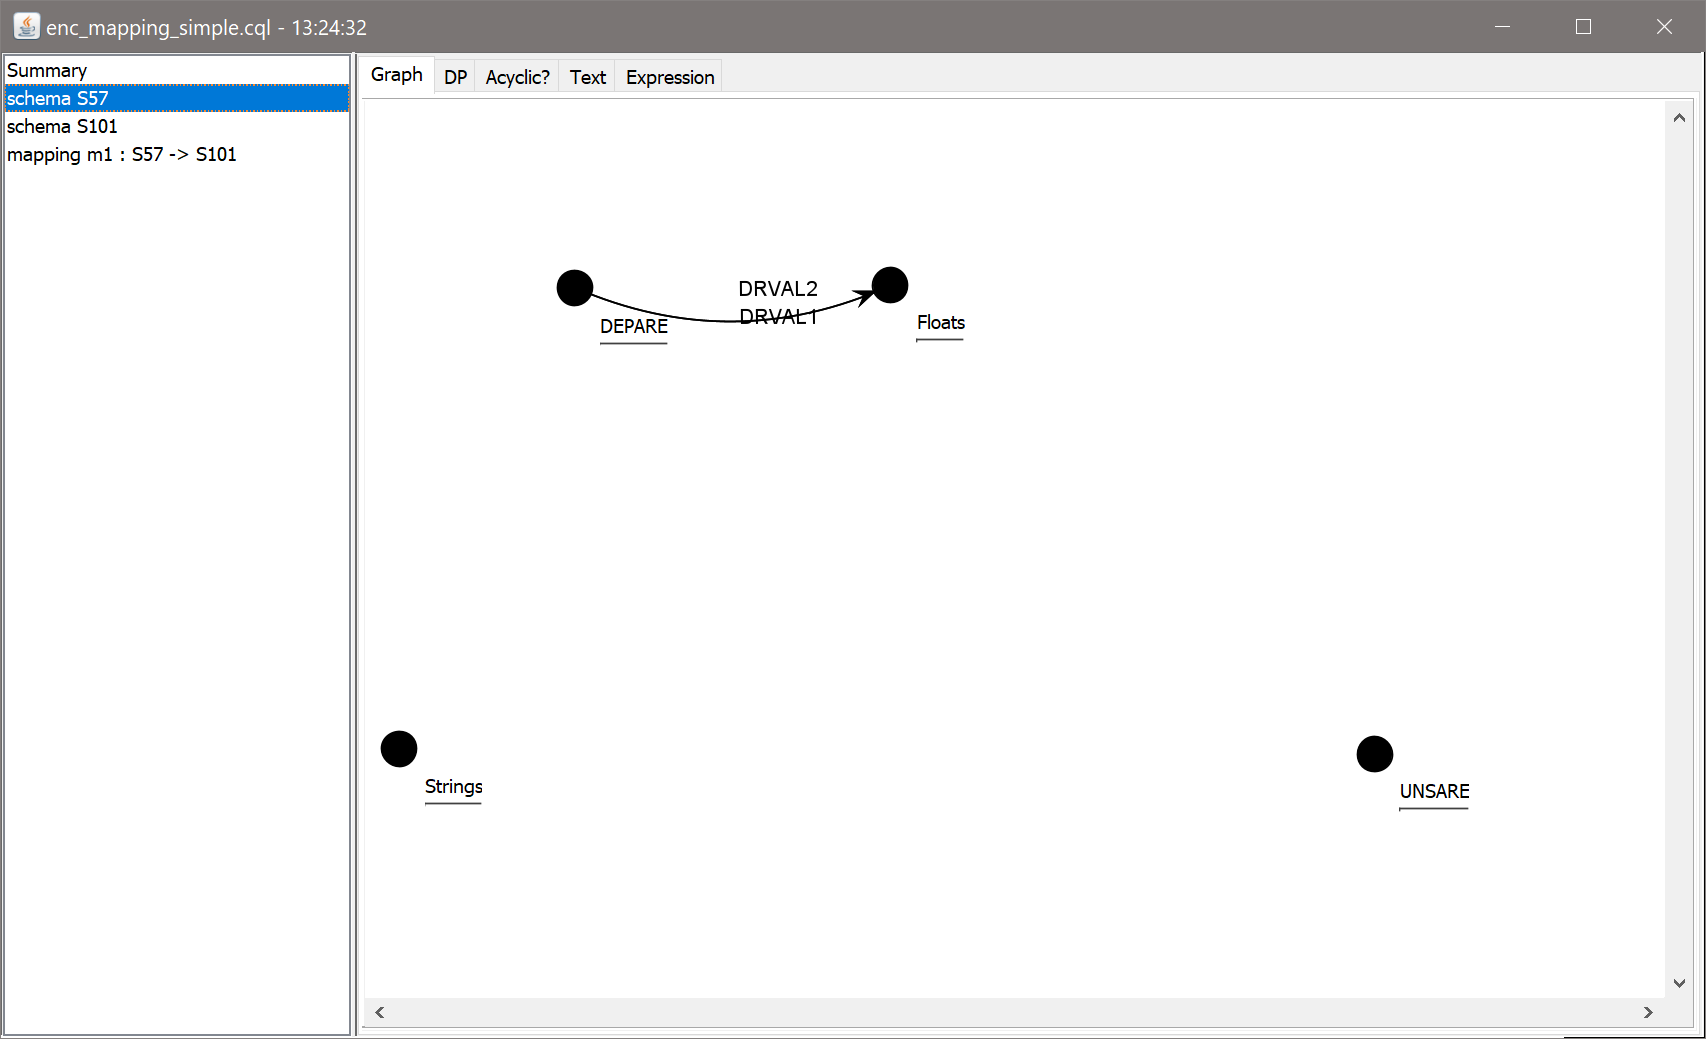 enc_mapping_simple.cql - 13:24:32
Summary
schema S57
schema S101
mapping m1 : S57 -> S101
Graph DP Acyclic? Text Expression
DRVAL2
DRVAL1
DEPARE
Floats
Strings
UNSARE